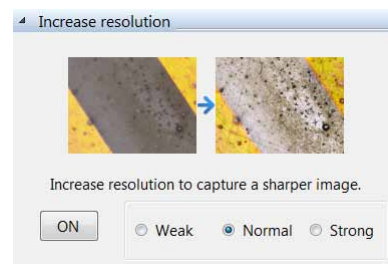 Increase resolution
Increase resolution to capture a sharper image.
ON Weak Normal Strong